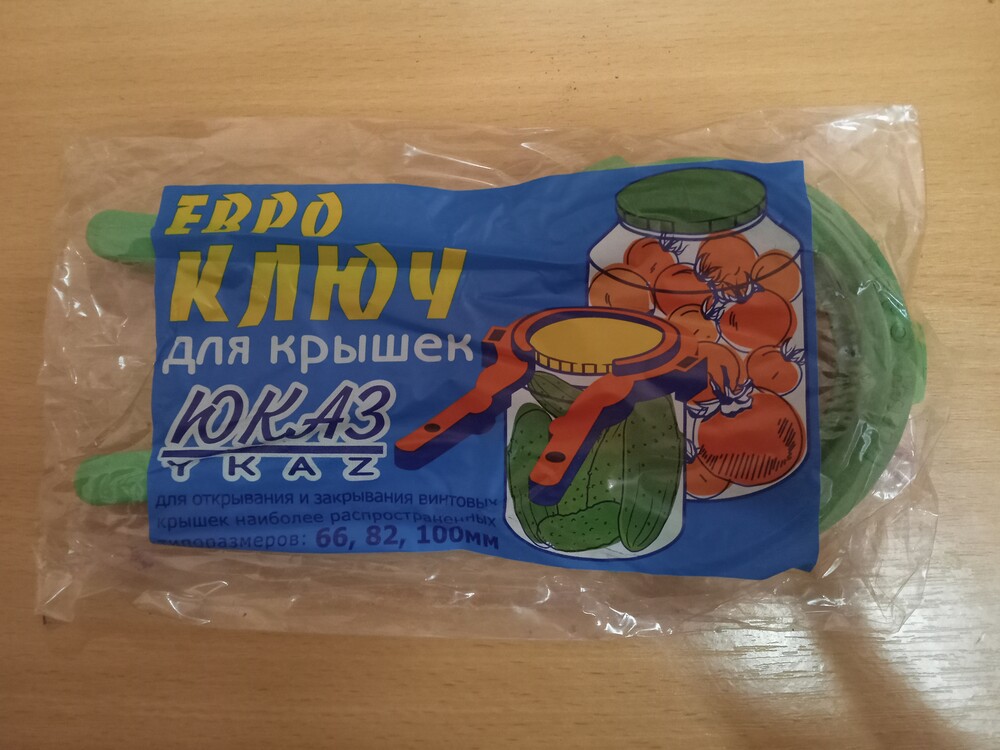 ЕВРО
КЛЮЧ
для крышек
ЮКАЗ
YKAZ
для открывания и закрывания винтовых
крышек наиболее распространенных
типоразмеров: 66, 82, 100мм